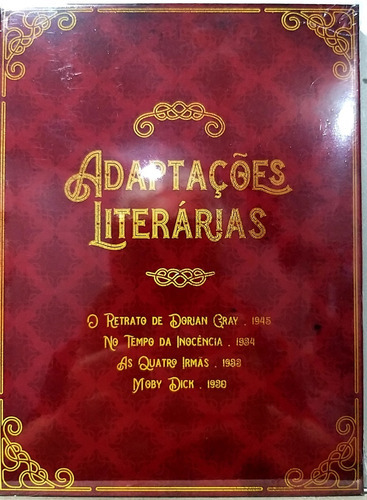 Adaptações
Literárias
O Retrato de Dorian Gray . 1945
No Tempo da Inocência . 1934
As Quatro Irmãs . 1933
Moby Dick . 1930